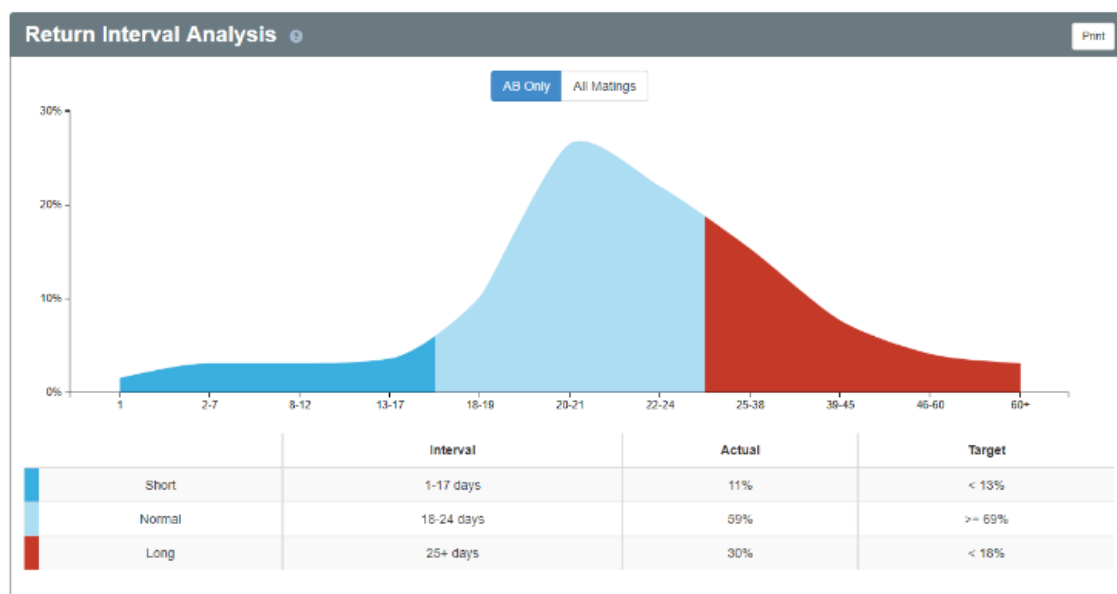 Return Interval Analysis ?
Print
AB Only All Matings
30%
20%
10%
0%
1 2-7 8-12 13-17 18-19 20-21 22-24 25-38 39-45 46-60 60+
Interval Actual Target
Short 1-17 days 11% < 13%
Normal 18-24 days 59% >= 69%
Long 25+ days 30% < 18%